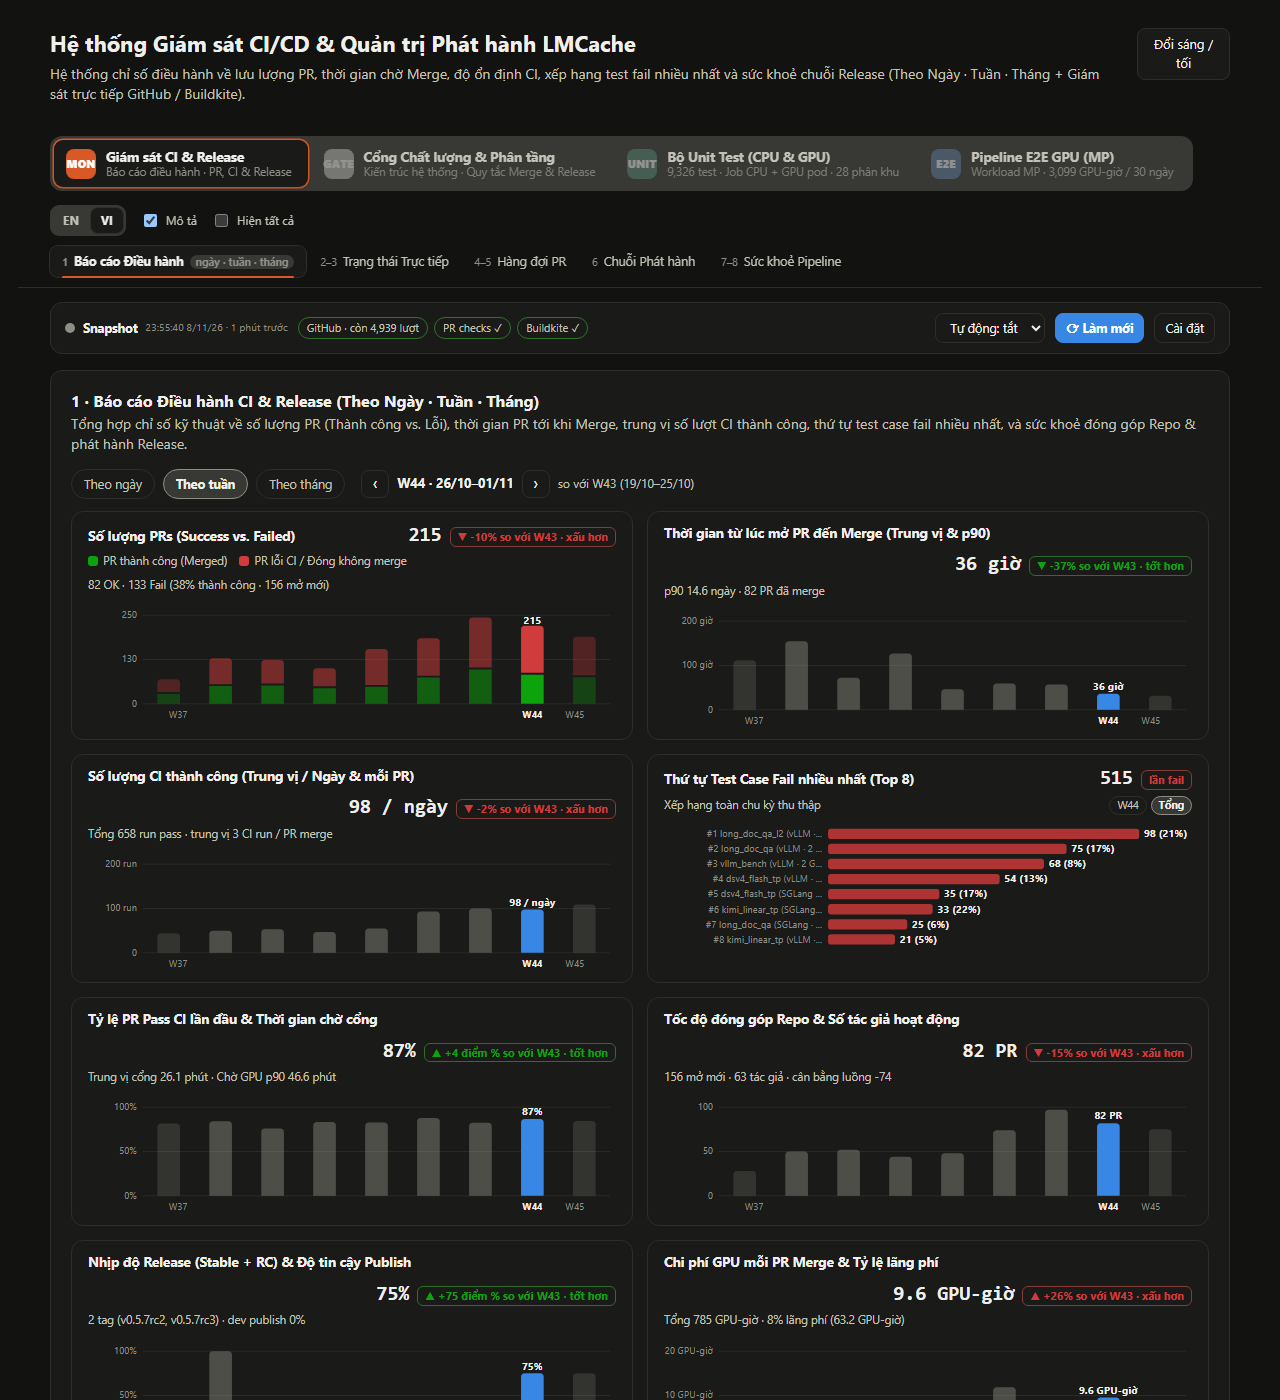 Hệ thống Giám sát CI/CD & Quản trị Phát hành LMCache
Hệ thống chỉ số điều hành về lưu lượng PR, thời gian chờ Merge, độ ổn định CI, xếp hạng test fail nhiều nhất và sức khoẻ chuỗi Release (Theo Ngày · Tuần · Tháng + Giám
sát trực tiếp GitHub / Buildkite).
Đổi sáng /
tối
MON
Giám sát CI & Release
Báo cáo điều hành · PR, CI & Release
GATE
Cổng Chất lượng & Phân tầng
Kiến trúc hệ thống · Quy tắc Merge & Release
UNIT
Bộ Unit Test (CPU & GPU)
9,326 test · Job CPU + GPU pod · 28 phân khu
E2E
Pipeline E2E GPU (MP)
Workload MP · 3,099 GPU-giờ / 30 ngày
EN VI Mô tả Hiện tất cả
1 Báo cáo Điều hành ngày · tuần · tháng 2–3 Trạng thái Trực tiếp 4–5 Hàng đợi PR 6 Chuỗi Phát hành 7–8 Sức khoẻ Pipeline
Snapshot 23:55:40 8/11/26 · 1 phút trước GitHub · còn 4,939 lượt PR checks ✓ Buildkite ✓ Tự động: tắt ⟳ Làm mới Cài đặt
1 · Báo cáo Điều hành CI & Release (Theo Ngày · Tuần · Tháng)
Tổng hợp chỉ số kỹ thuật về số lượng PR (Thành công vs. Lỗi), thời gian PR tới khi Merge, trung vị số lượt CI thành công, thứ tự test case fail nhiều nhất, và sức khoẻ đóng góp Repo &
phát hành Release.
Theo ngày Theo tuần Theo tháng ‹ W44 · 26/10–01/11 › so với W43 (19/10–25/10)
Số lượng PRs (Success vs. Failed) 215 ▼ -10% so với W43 · xấu hơn
PR thành công (Merged) PR lỗi CI / Đóng không merge
82 OK · 133 Fail (38% thành công · 156 mở mới)
250
215
130
0
W37 W44 W45
Thời gian từ lúc mở PR đến Merge (Trung vị & p90)
36 giờ ▼ -37% so với W43 · tốt hơn
p90 14.6 ngày · 82 PR đã merge
200 giờ
100 giờ
36 giờ
0
W37 W44 W45
Số lượng CI thành công (Trung vị / Ngày & mỗi PR)
98 / ngày ▼ -2% so với W43 · xấu hơn
Tổng 658 run pass · trung vị 3 CI run / PR merge
200 run
100 run
98 / ngày
0
W37 W44 W45
Thứ tự Test Case Fail nhiều nhất (Top 8) 515 lần fail
Xếp hạng toàn chu kỳ thu thập W44 Tổng
#1 long_doc_qa_l2 (vLLM ·... 98 (21%)
#2 long_doc_qa (vLLM · 2 ... 75 (17%)
#3 vllm_bench (vLLM · 2 G... 68 (8%)
#4 dsv4_flash_tp (vLLM · ... 54 (13%)
#5 dsv4_flash_tp (SGLang ... 35 (17%)
#6 kimi_linear_tp (SGLang... 33 (22%)
#7 long_doc_qa (SGLang · ... 25 (6%)
#8 kimi_linear_tp (vLLM ·... 21 (5%)
Tỷ lệ PR Pass CI lần đầu & Thời gian chờ cổng
87% ▲ +4 điểm % so với W43 · tốt hơn
Trung vị cổng 26.1 phút · Chờ GPU p90 46.6 phút
100%
87%
50%
0%
W37 W44 W45
Tốc độ đóng góp Repo & Số tác giả hoạt động
82 PR ▼ -15% so với W43 · xấu hơn
156 mở mới · 63 tác giả · cân bằng luồng -74
100
82 PR
50
0
W37 W44 W45
Nhịp độ Release (Stable + RC) & Độ tin cậy Publish
75% ▲ +75 điểm % so với W43 · tốt hơn
2 tag (v0.5.7rc2, v0.5.7rc3) · dev publish 0%
100%
75%
50%
Chi phí GPU mỗi PR Merge & Tỷ lệ lãng phí
9.6 GPU-giờ ▲ +26% so với W43 · xấu hơn
Tổng 785 GPU-giờ · 8% lãng phí (63.2 GPU-giờ)
20 GPU-giờ
9.6 GPU-giờ
10 GPU-giờ